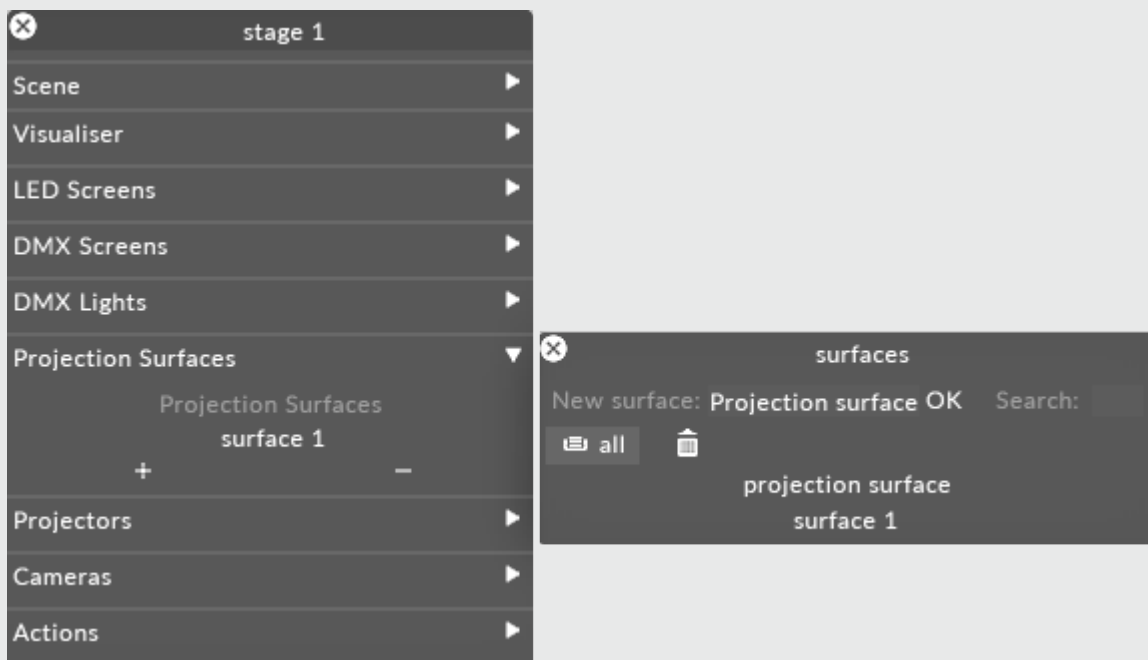 stage 1
Scene
Visualiser
LED Screens
DMX Screens
DMX Lights
Projection Surfaces
Projection Surfaces
surface 1
+ −
Projectors
Cameras
Actions
surfaces
New surface: Projection surface OK Search:
all
projection surface
surface 1